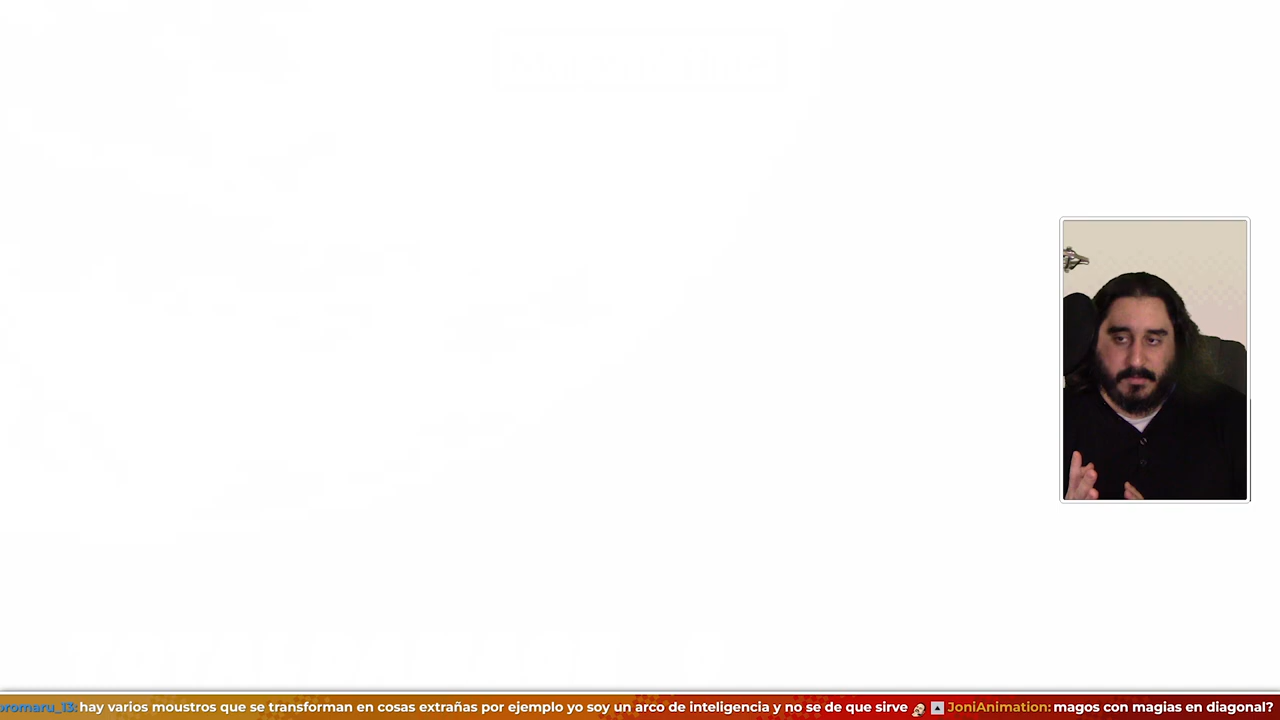 oromaru_13: hay varios moustros que se transforman en cosas extrañas por ejemplo yo soy un arco de inteligencia y no se de que sirve JoniAnimation: magos con magias en diagonal?